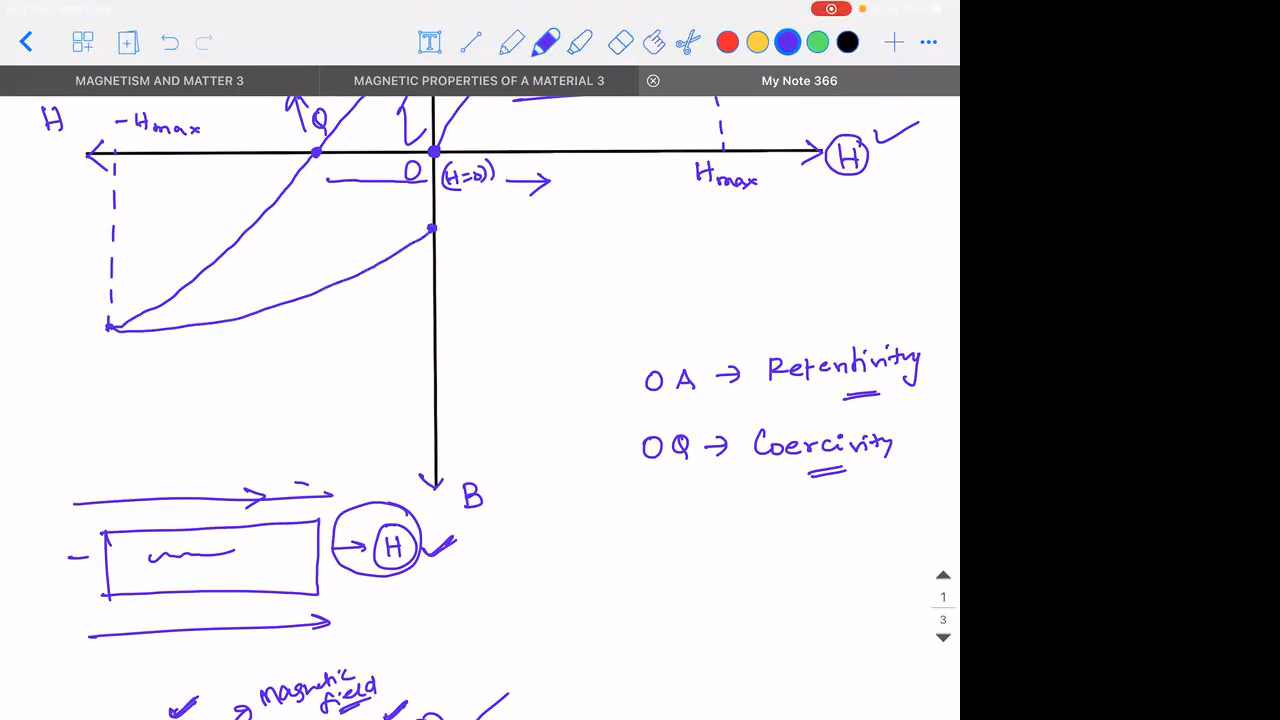 MAGNETISM AND MATTER 3
MAGNETIC PROPERTIES OF A MATERIAL 3
My Note 366
H
-Hmax
Q
O
(H=0)
Hmax
H
OA → Retentivity
OQ → Coercivity
B
H
1
3
magnetic
field